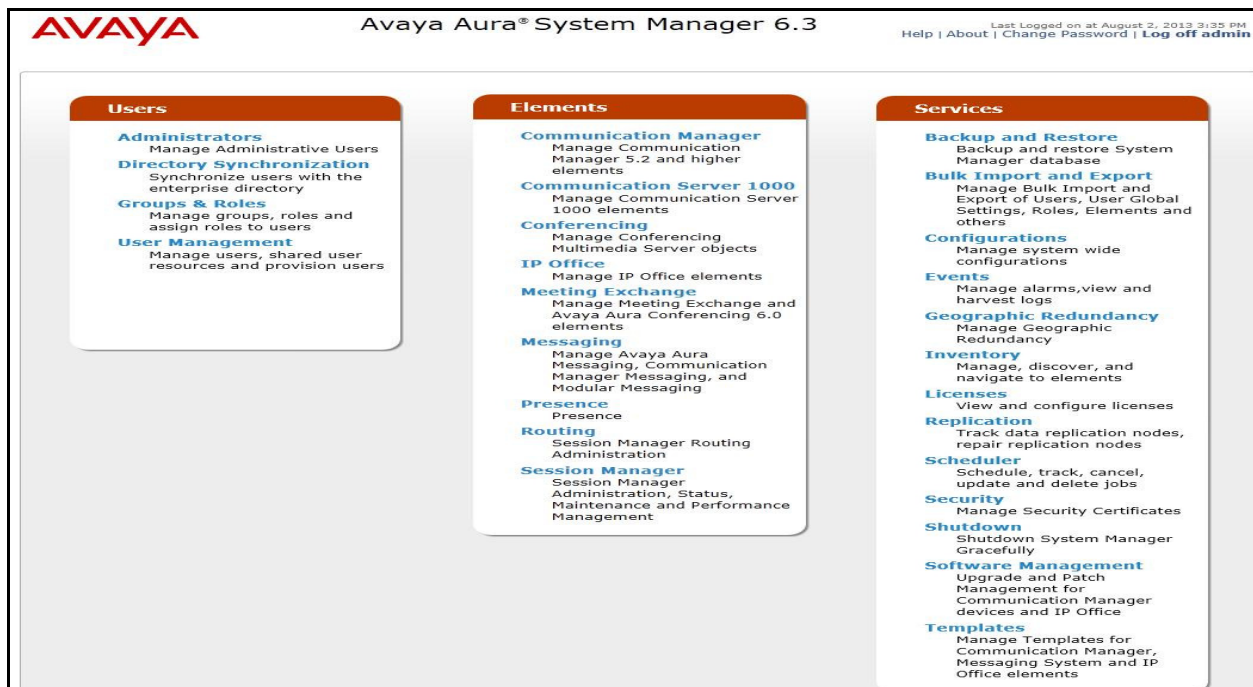 AVAYA
Avaya Aura® System Manager 6.3
Last Logged on at August 2, 2013 3:35 PM
Help | About | Change Password | Log off admin
Users
Administrators
Manage Administrative Users
Directory Synchronization
Synchronize users with the
enterprise directory
Groups & Roles
Manage groups, roles and
assign roles to users
User Management
Manage users, shared user
resources and provision users
Elements
Communication Manager
Manage Communication
Manager 5.2 and higher
elements
Communication Server 1000
Manage Communication Server
1000 elements
Conferencing
Manage Conferencing
Multimedia Server objects
IP Office
Manage IP Office elements
Meeting Exchange
Manage Meeting Exchange and
Avaya Aura Conferencing 6.0
elements
Messaging
Manage Avaya Aura
Messaging, Communication
Manager Messaging, and
Modular Messaging
Presence
Presence
Routing
Session Manager Routing
Administration
Session Manager
Session Manager
Administration, Status,
Maintenance and Performance
Management
Services
Backup and Restore
Backup and restore System
Manager database
Bulk Import and Export
Manage Bulk Import and
Export of Users, User Global
Settings, Roles, Elements and
others
Configurations
Manage system wide
configurations
Events
Manage alarms,view and
harvest logs
Geographic Redundancy
Manage Geographic
Redundancy
Inventory
Manage, discover, and
navigate to elements
Licenses
View and configure licenses
Replication
Track data replication nodes,
repair replication nodes
Scheduler
Schedule, track, cancel,
update and delete jobs
Security
Manage Security Certificates
Shutdown
Shutdown System Manager
Gracefully
Software Management
Upgrade and Patch
Management for
Communication Manager
devices and IP Office
Templates
Manage Templates for
Communication Manager,
Messaging System and IP
Office elements